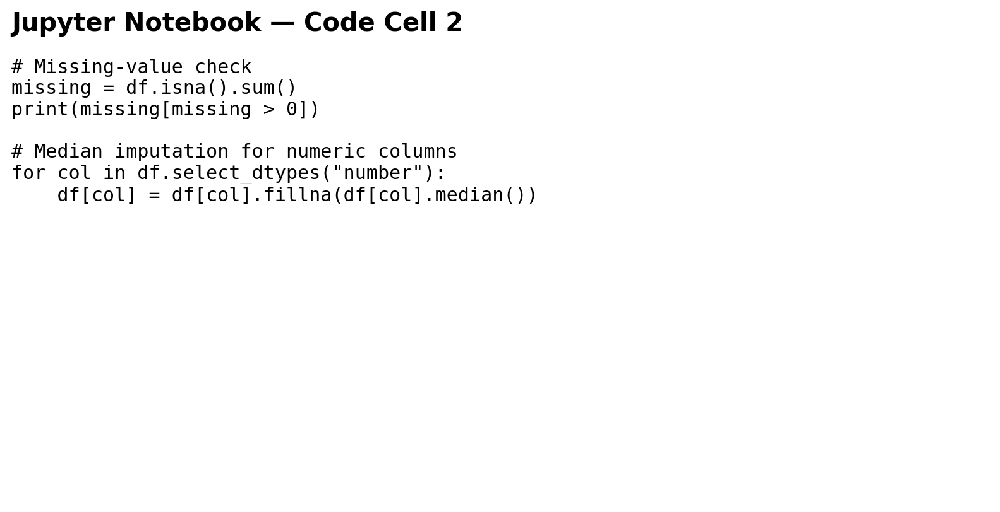 Jupyter Notebook — Code Cell 2
# Missing-value check
missing = df.isna().sum()
print(missing[missing > 0])

# Median imputation for numeric columns
for col in df.select_dtypes("number"):
    df[col] = df[col].fillna(df[col].median())